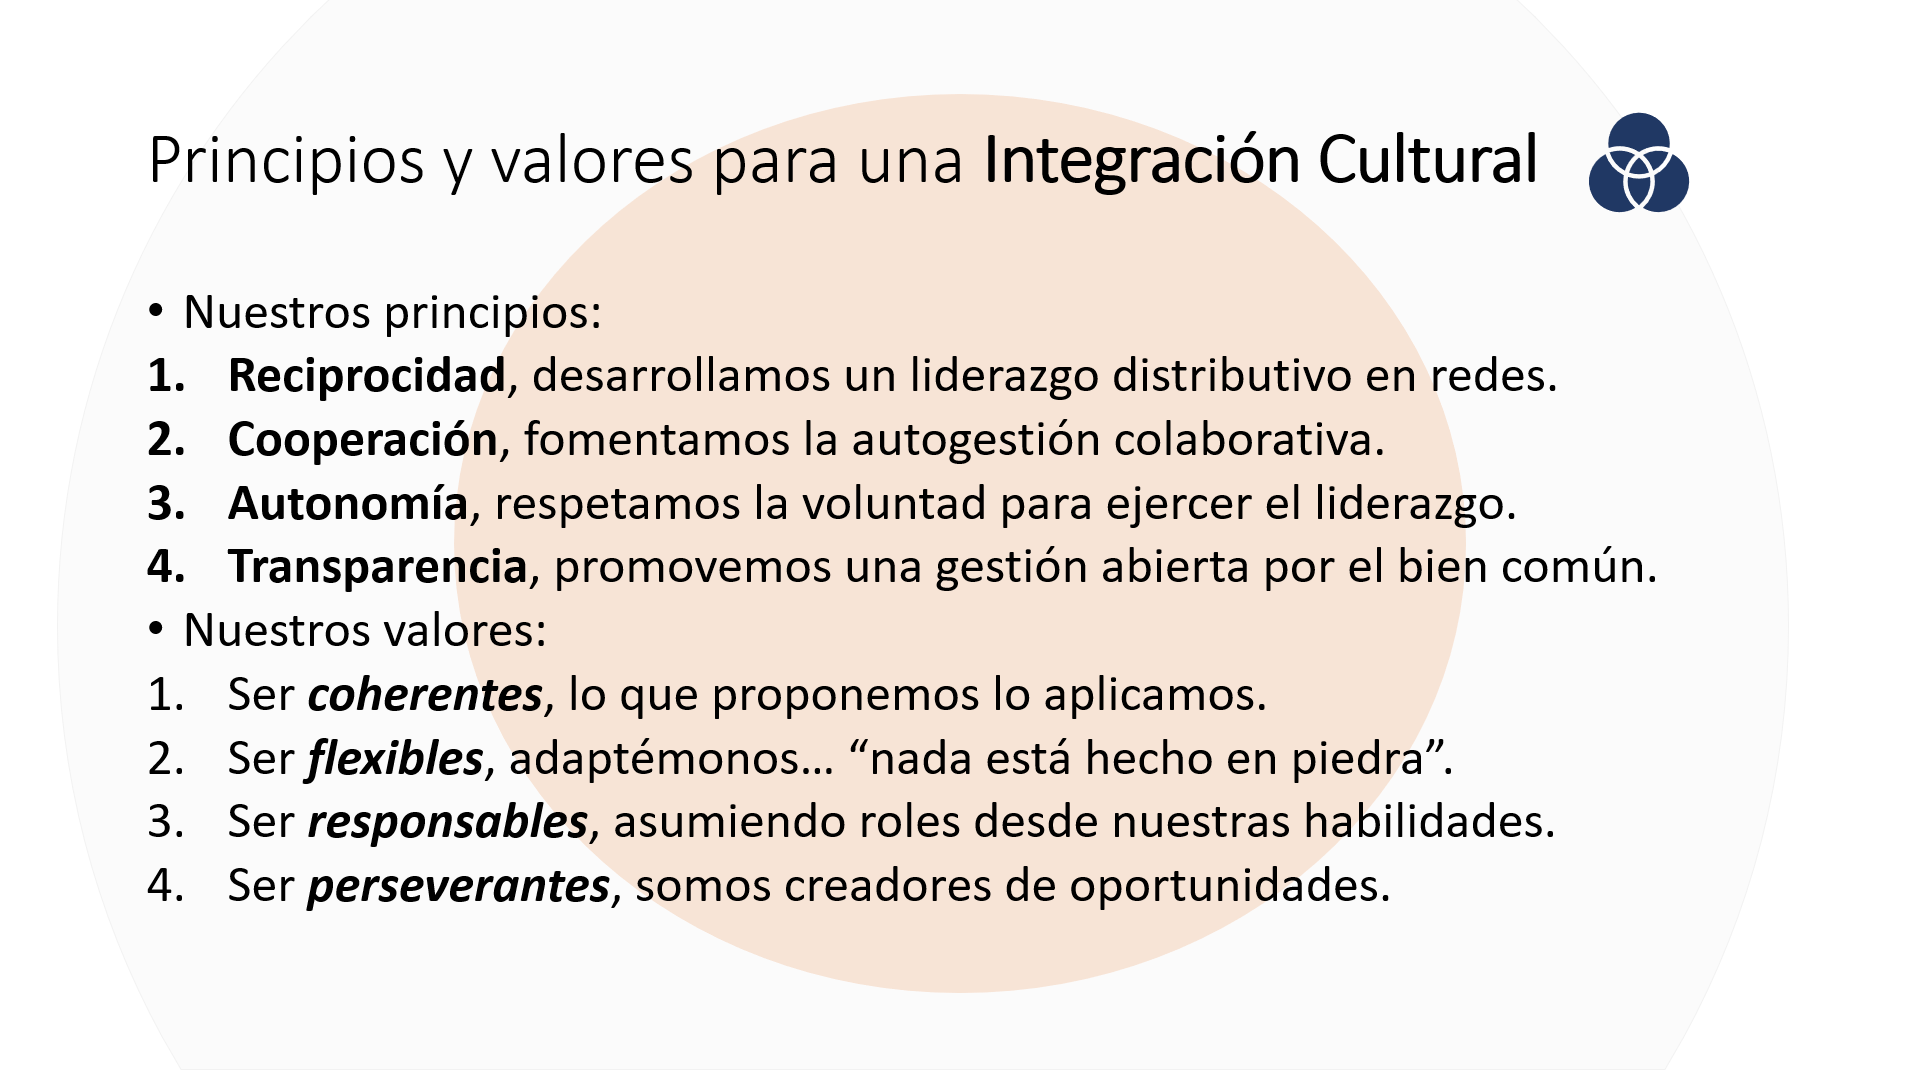 Principios y valores para una Integración Cultural
• Nuestros principios:
1. Reciprocidad, desarrollamos un liderazgo distributivo en redes.
2. Cooperación, fomentamos la autogestión colaborativa.
3. Autonomía, respetamos la voluntad para ejercer el liderazgo.
4. Transparencia, promovemos una gestión abierta por el bien común.
• Nuestros valores:
1. Ser coherentes, lo que proponemos lo aplicamos.
2. Ser flexibles, adaptémonos… “nada está hecho en piedra”.
3. Ser responsables, asumiendo roles desde nuestras habilidades.
4. Ser perseverantes, somos creadores de oportunidades.